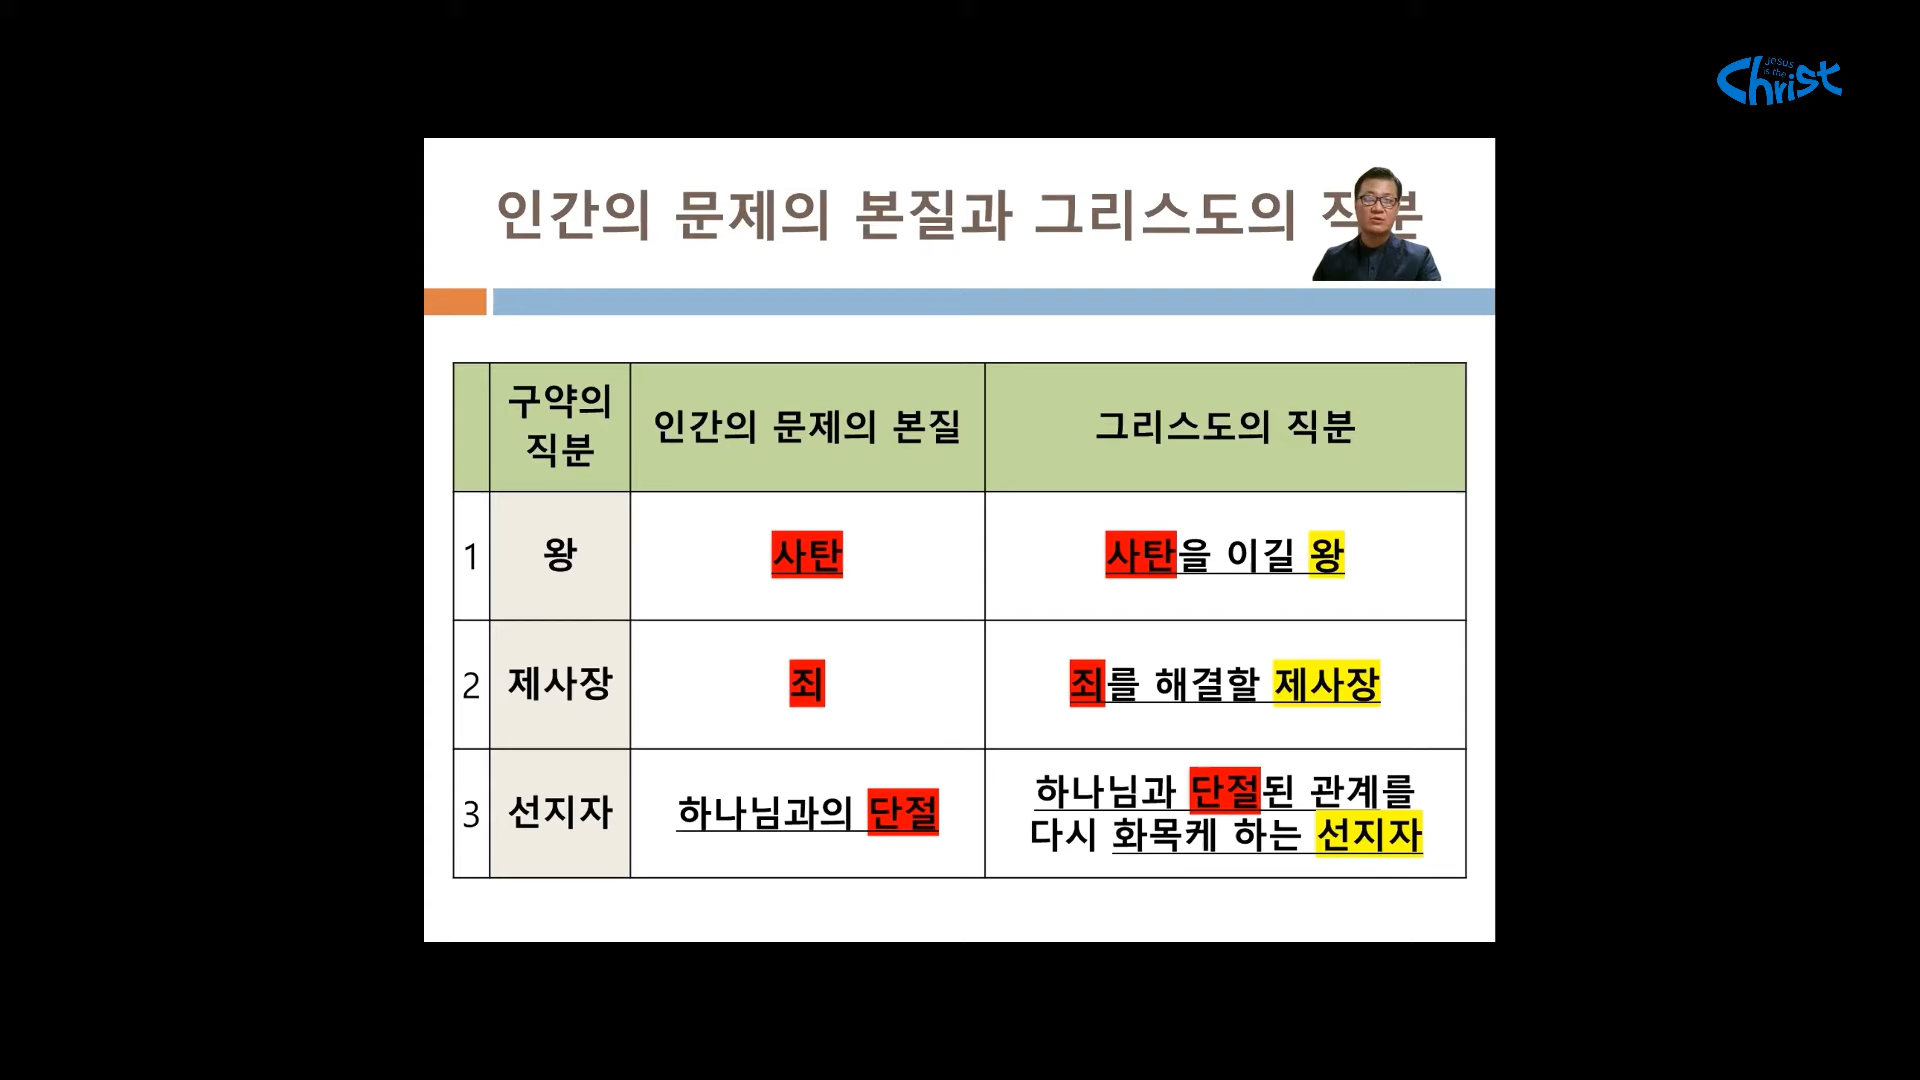 Jesus
is the
Christ
인간의 문제의 본질과 그리스도의 직분
구약의
직분
인간의 문제의 본질
그리스도의 직분
1
왕
사탄
사탄을 이길 왕
2
제사장
죄
죄를 해결할 제사장
3
선지자
하나님과의 단절
하나님과 단절된 관계를
다시 화목케 하는 선지자